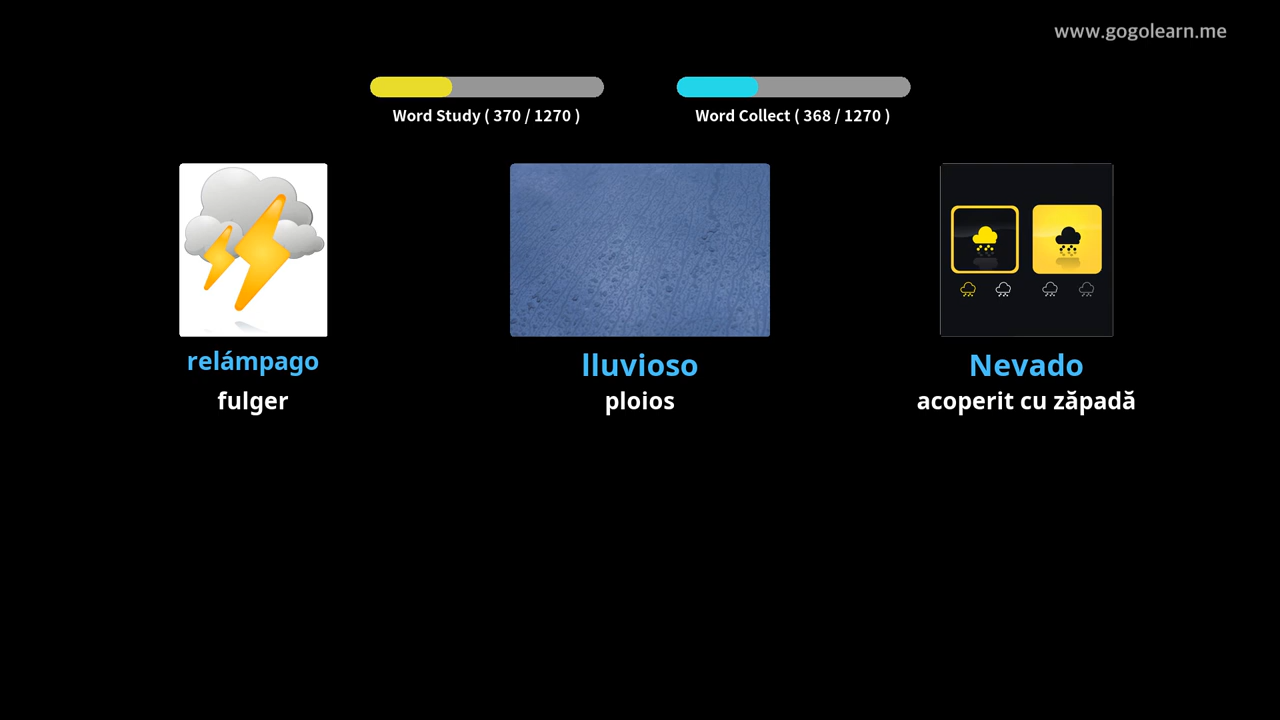 www.gogolearn.me
Word Study ( 370 / 1270 )
Word Collect ( 368 / 1270 )
relámpago
fulger
lluvioso
ploios
Nevado
acoperit cu zăpadă